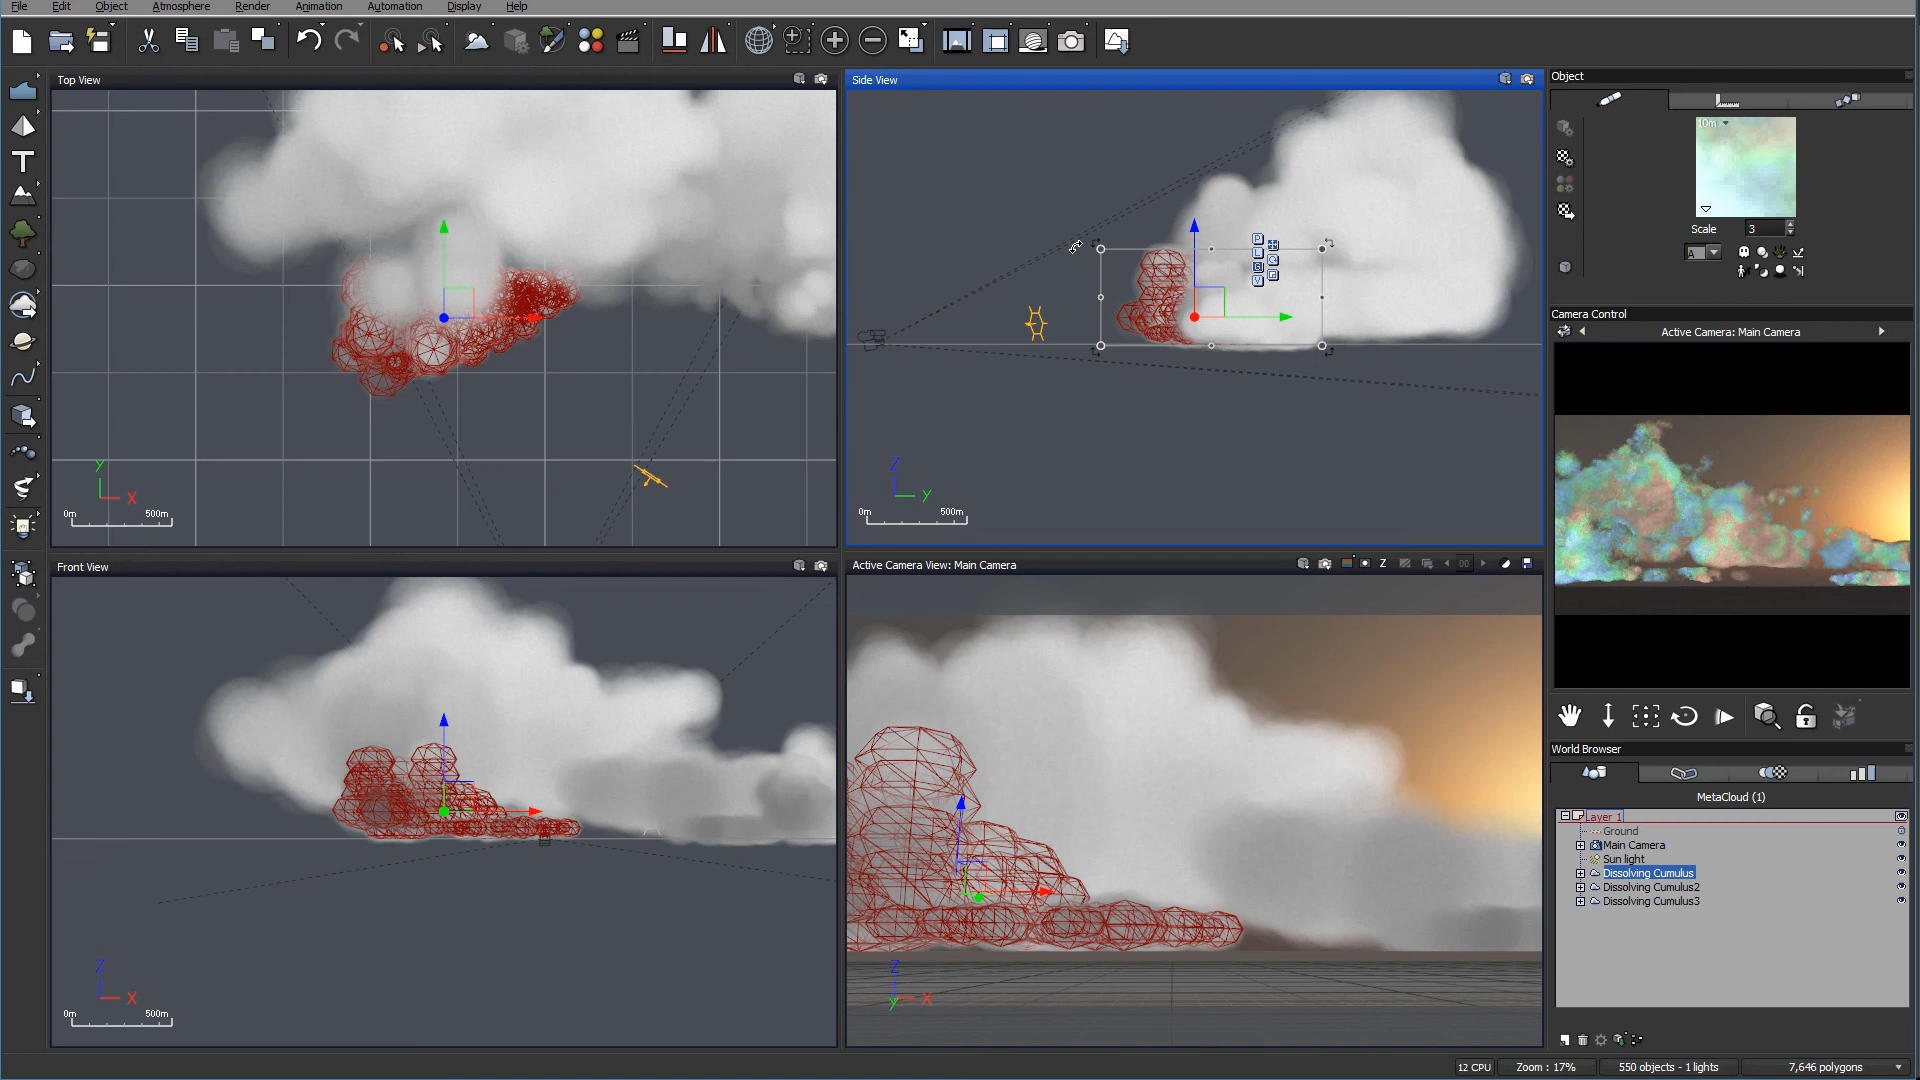 File Edit Object Atmosphere Render Animation Automation Display Help
Top View
Side View
Object
10m
Scale 3
A
P
L
G
V
Camera Control
Active Camera: Main Camera
Y
X
0m 500m
Z
Y
0m 500m
Front View
Active Camera View: Main Camera
Z 00
World Browser
MetaCloud (1)
Layer 1
Ground
Main Camera
Sun light
Dissolving Cumulus
Dissolving Cumulus2
Dissolving Cumulus3
Z
X
0m 500m
Z
Y X
12 CPU Zoom : 17% 550 objects - 1 lights 7,646 polygons